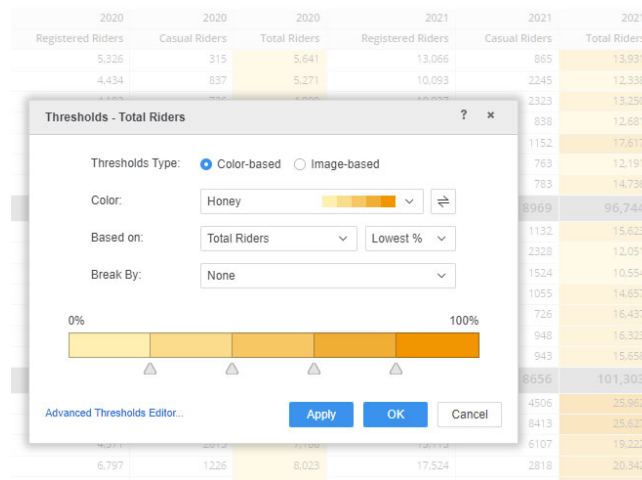 2020 2020 2020 2021 2021 2021
Registered Riders Casual Riders Total Riders Registered Riders Casual Riders Total Riders
5,326 315 5,641 13,066 865 13,931
4,434 837 5,271 10,093 2245 12,338
2323 13,250
Thresholds - Total Riders ? ×
838 12,681
1152 17,617
Thresholds Type: Color-based Image-based
763 12,191
783 14,736
Color: Honey
8969 96,744
1132 15,623
Based on: Total Riders Lowest %
2328 12,051
1524 10,554
Break By: None
1055 14,657
726 16,437
0% 100%
948 16,323
943 15,658
8656 101,303
4506 25,962
Advanced Thresholds Editor... Apply OK Cancel
8413 25,627
6107 19,222
6,797 1226 8,023 17,524 2818 20,342